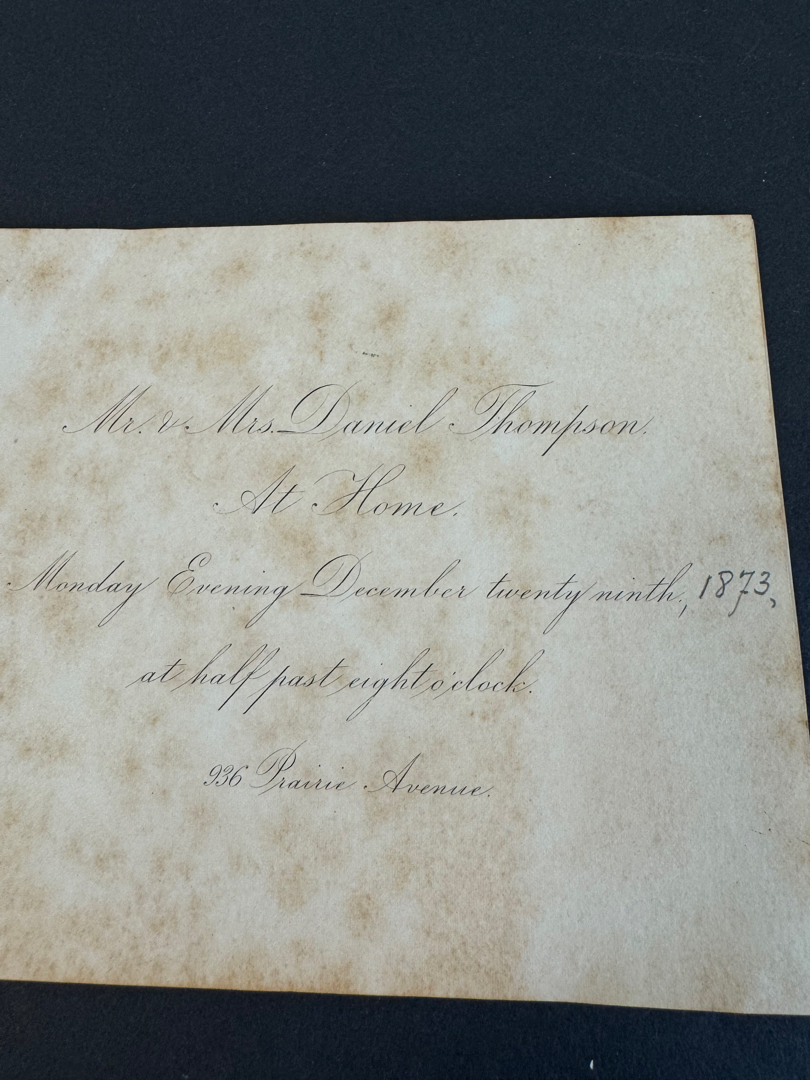 Mr. & Mrs. Daniel Thompson.
At Home.
Monday Evening December twenty ninth., 1873,
at half past eight o'clock.
936 Prairie Avenue.